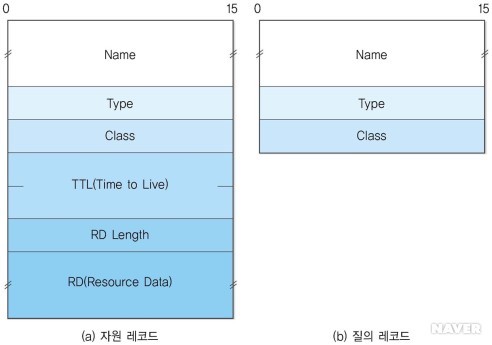 0 15
Name
Type
Class
TTL(Time to Live)
RD Length
RD(Resource Data)
(a) 자원 레코드
0 15
Name
Type
Class
(b) 질의 레코드
NAVER